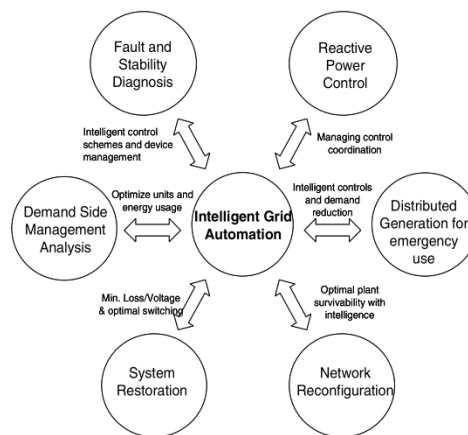 Fault and
Stability
Diagnosis
Reactive
Power
Control
Intelligent control
schemes and device
management
Managing control
coordination
Demand Side
Management
Analysis
Optimize units and
energy usage
Intelligent Grid
Automation
Intelligent controls
and demand
reduction
Distributed
Generation for
emergency
use
Min. Loss/Voltage
& optimal switching
Optimal plant
survivability with
intelligence
System
Restoration
Network
Reconfiguration